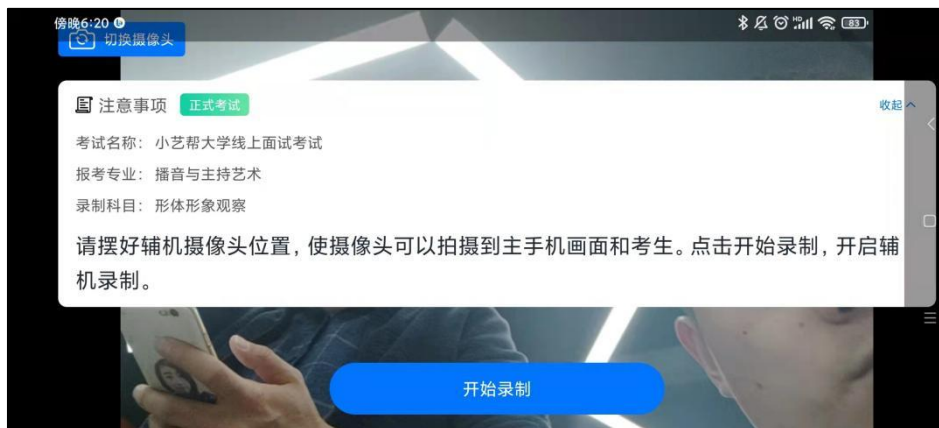 傍晚6:20
83
切换摄像头
注意事项 正式考试 收起
考试名称： 小艺帮大学线上面试考试
报考专业： 播音与主持艺术
录制科目： 形体形象观察
请摆好辅机摄像头位置，使摄像头可以拍摄到主手机画面和考生。点击开始录制，开启辅
机录制。
开始录制